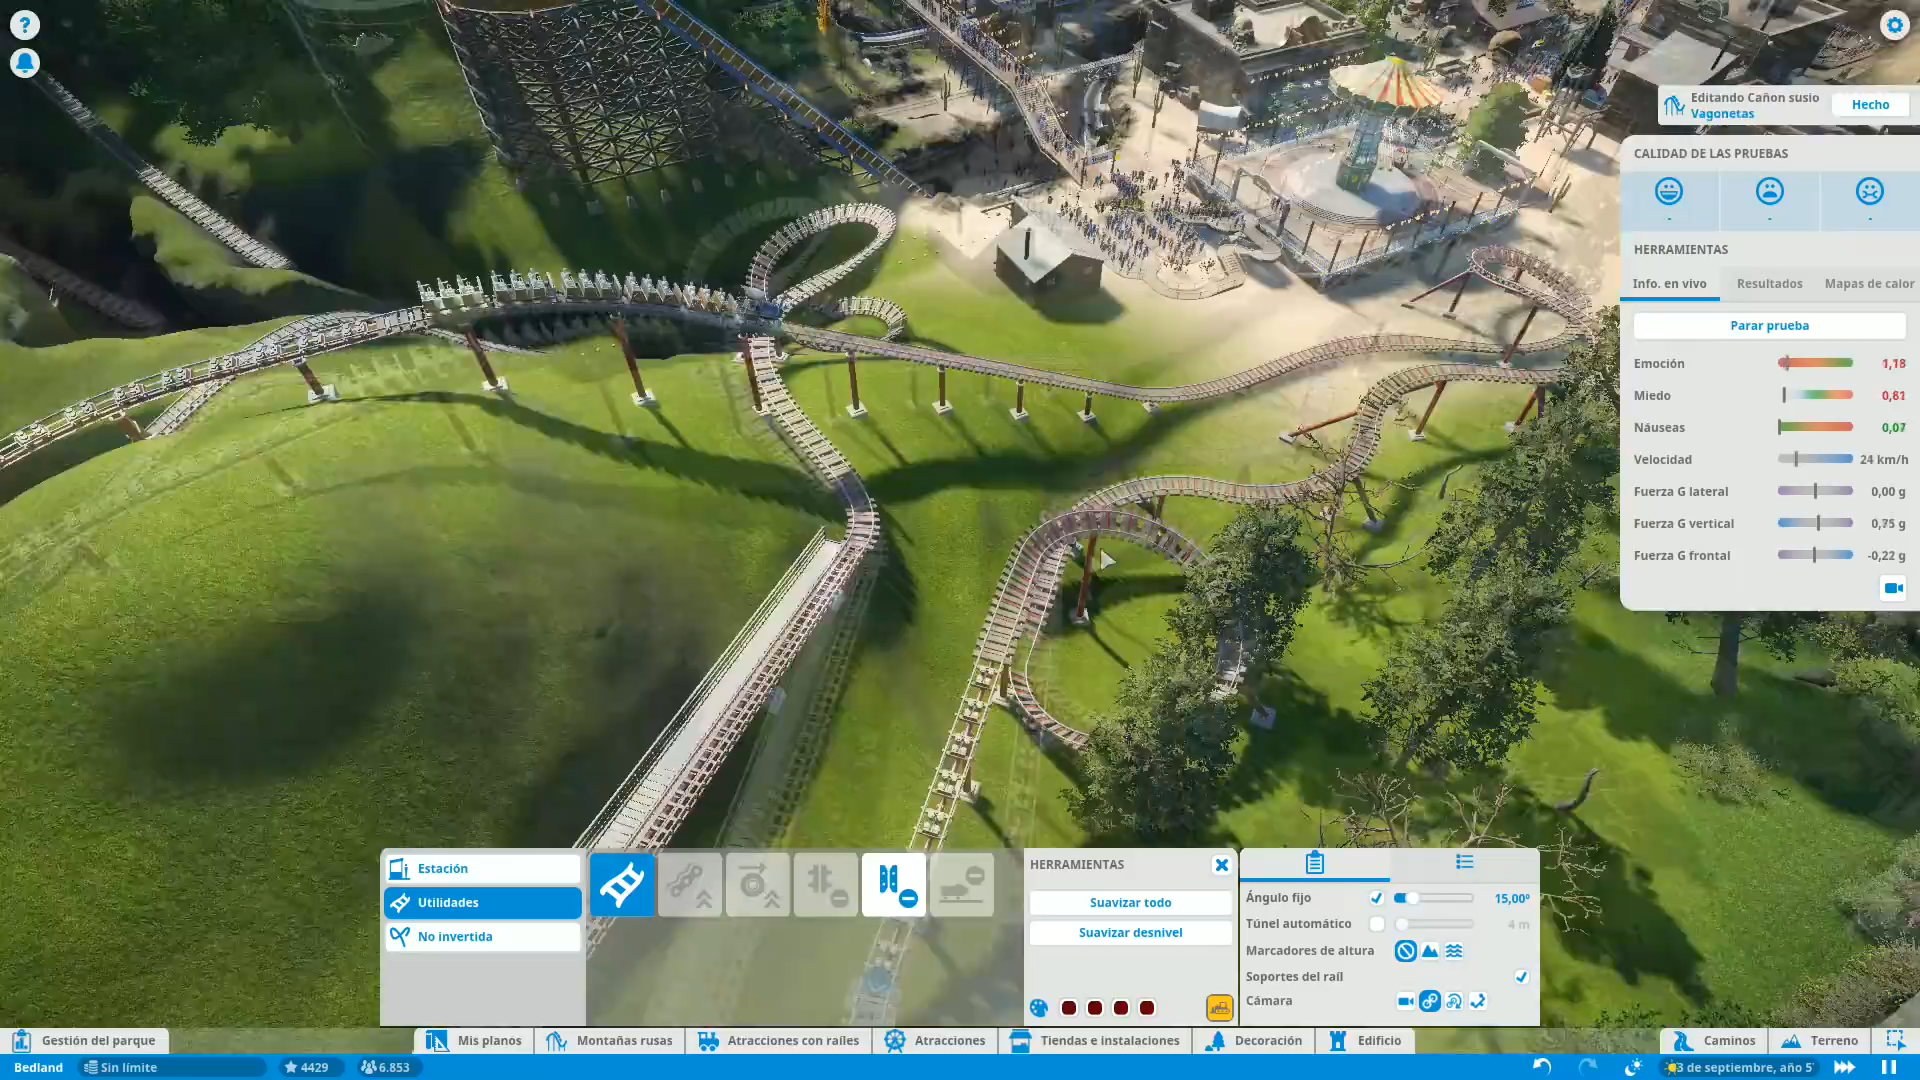 ?
Editando Cañon susio
Vagonetas
Hecho
CALIDAD DE LAS PRUEBAS
- - -
HERRAMIENTAS
Info. en vivo Resultados Mapas de calor
Parar prueba
Emoción 1,18
Miedo 0,81
Náuseas 0,07
Velocidad 24 km/h
Fuerza G lateral 0,00 g
Fuerza G vertical 0,75 g
Fuerza G frontal -0,22 g
Estación
Utilidades
No invertida
HERRAMIENTAS
Suavizar todo
Suavizar desnivel
Ángulo fijo 15,00º
Túnel automático 4 m
Marcadores de altura
Soportes del raíl
Cámara
Gestión del parque Mis planos Montañas rusas Atracciones con raíles Atracciones Tiendas e instalaciones Decoración Edificio Caminos Terreno
Bedland Sin límite 4429 6.853 3 de septiembre, año 5